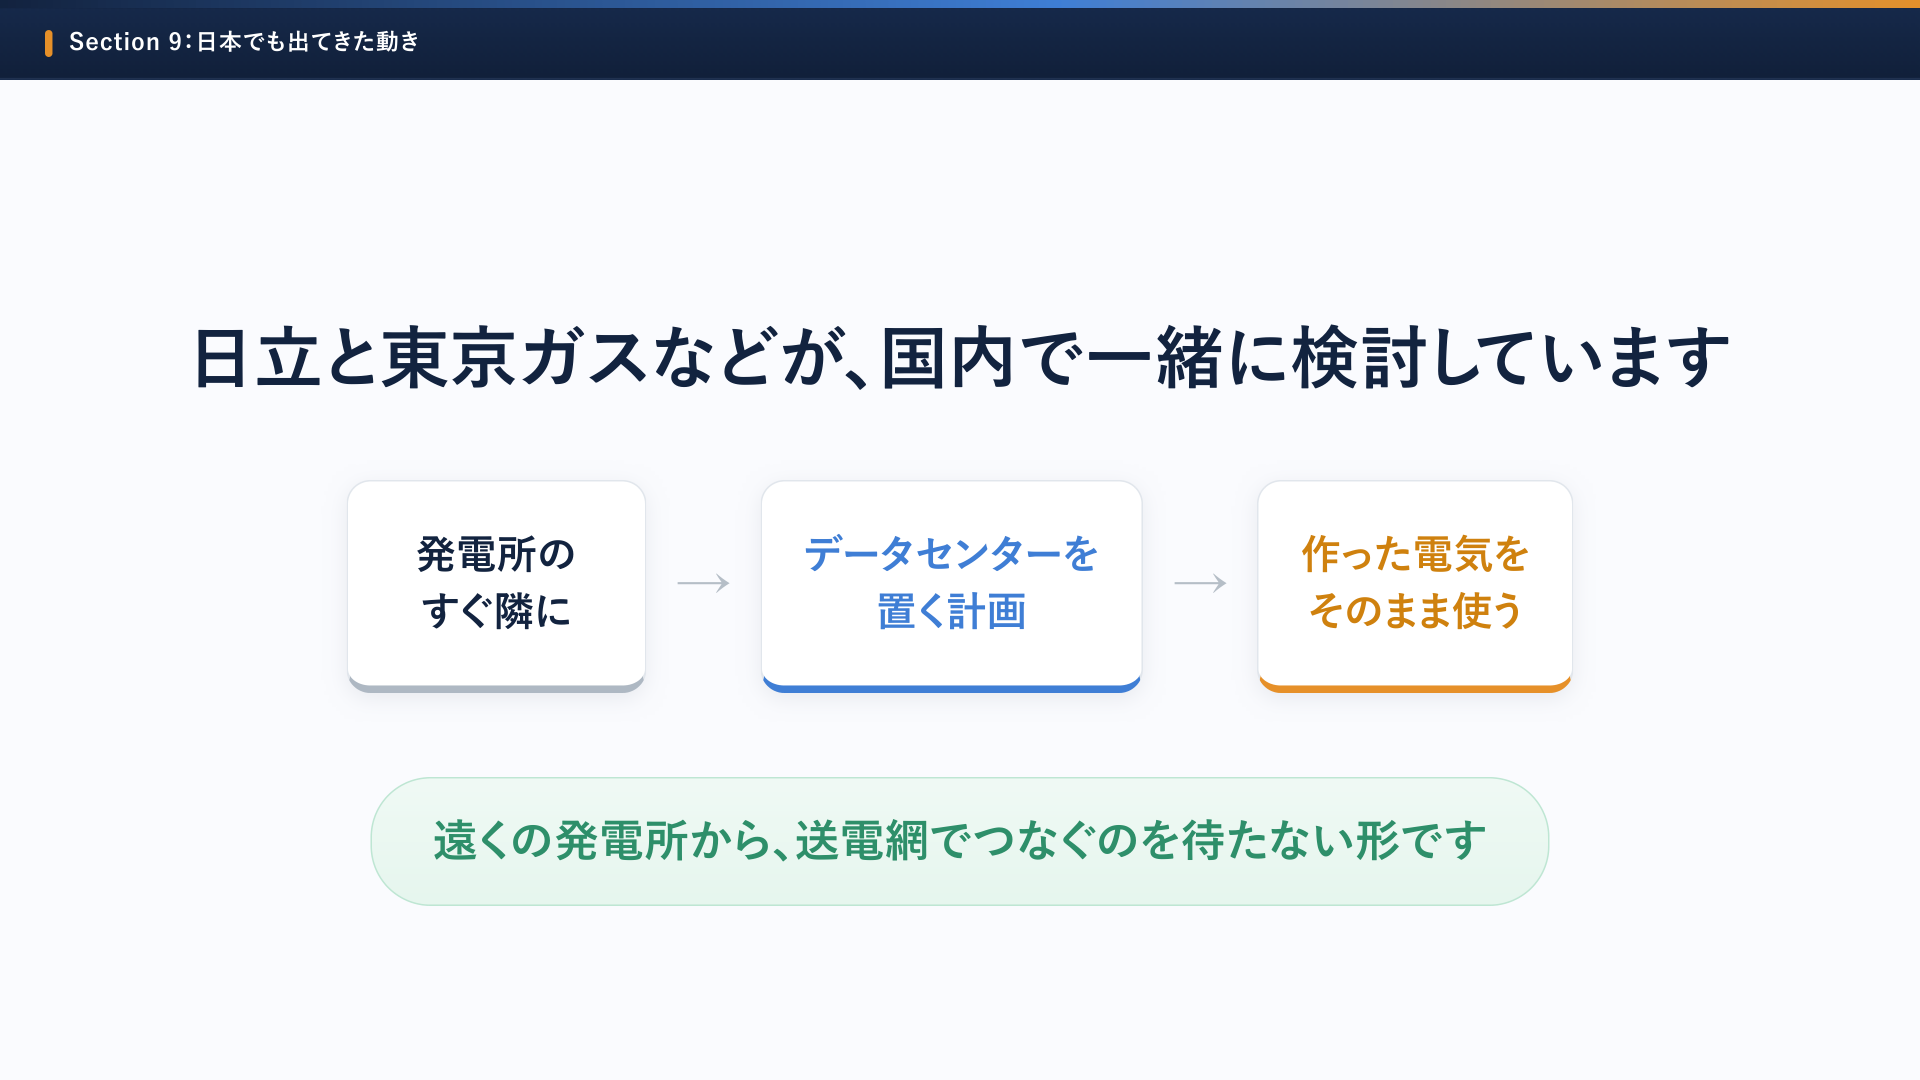 Section 9：日本でも出てきた動き
日立と東京ガスなどが、国内で一緒に検討しています
発電所の
すぐ隣に
データセンターを
置く計画
作った電気を
そのまま使う
遠くの発電所から、送電網でつなぐのを待たない形です